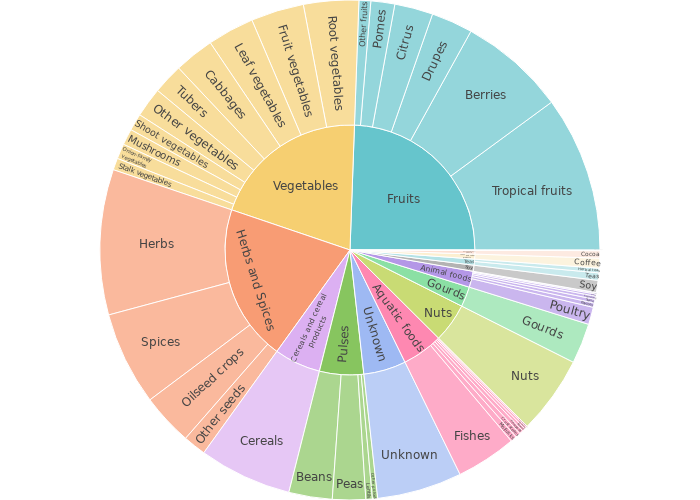 Other fruits
Pomes
Citrus
Drupes
Berries
Tropical fruits
Fruits
Root vegetables
Fruit vegetables
Leaf vegetables
Cabbages
Tubers
Other vegetables
Shoot vegetables
Mushrooms
Onion-family
Vegetables
Stalk vegetables
Vegetables
Herbs
Spices
Oilseed crops
Other seeds
Herbs and Spices
Cereals
Cereals and cereal
Products
Beans
Peas
Pulses
Unknown
Unknown
Fishes
Aquatic foods
Nuts
Nuts
Gourds
Gourds
Poultry
Animal foods
Soy
Soy
Teas
Teas
Coffee
Cocoa